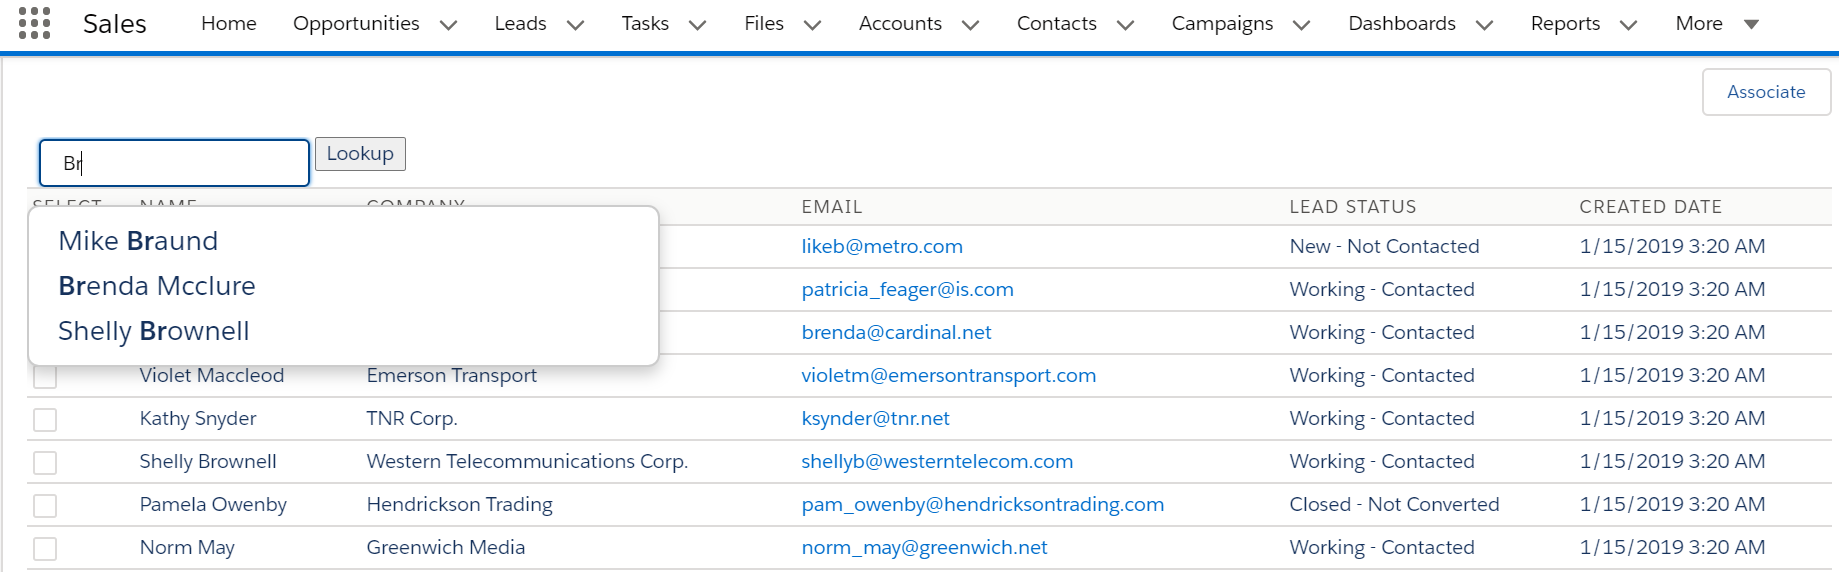 Sales Home Opportunities Leads Tasks Files Accounts Contacts Campaigns Dashboards Reports More
Associate
Br Lookup
SELECT NAME COMPANY EMAIL LEAD STATUS CREATED DATE
Mike Braund
Brenda Mcclure
Shelly Brownell
likeb@metro.com New - Not Contacted 1/15/2019 3:20 AM
patricia_feager@is.com Working - Contacted 1/15/2019 3:20 AM
brenda@cardinal.net Working - Contacted 1/15/2019 3:20 AM
Violet Maccleod Emerson Transport violetm@emersontransport.com Working - Contacted 1/15/2019 3:20 AM
Kathy Snyder TNR Corp. ksynder@tnr.net Working - Contacted 1/15/2019 3:20 AM
Shelly Brownell Western Telecommunications Corp. shellyb@westerntelecom.com Working - Contacted 1/15/2019 3:20 AM
Pamela Owenby Hendrickson Trading pam_owenby@hendricksontrading.com Closed - Not Converted 1/15/2019 3:20 AM
Norm May Greenwich Media norm_may@greenwich.net Working - Contacted 1/15/2019 3:20 AM